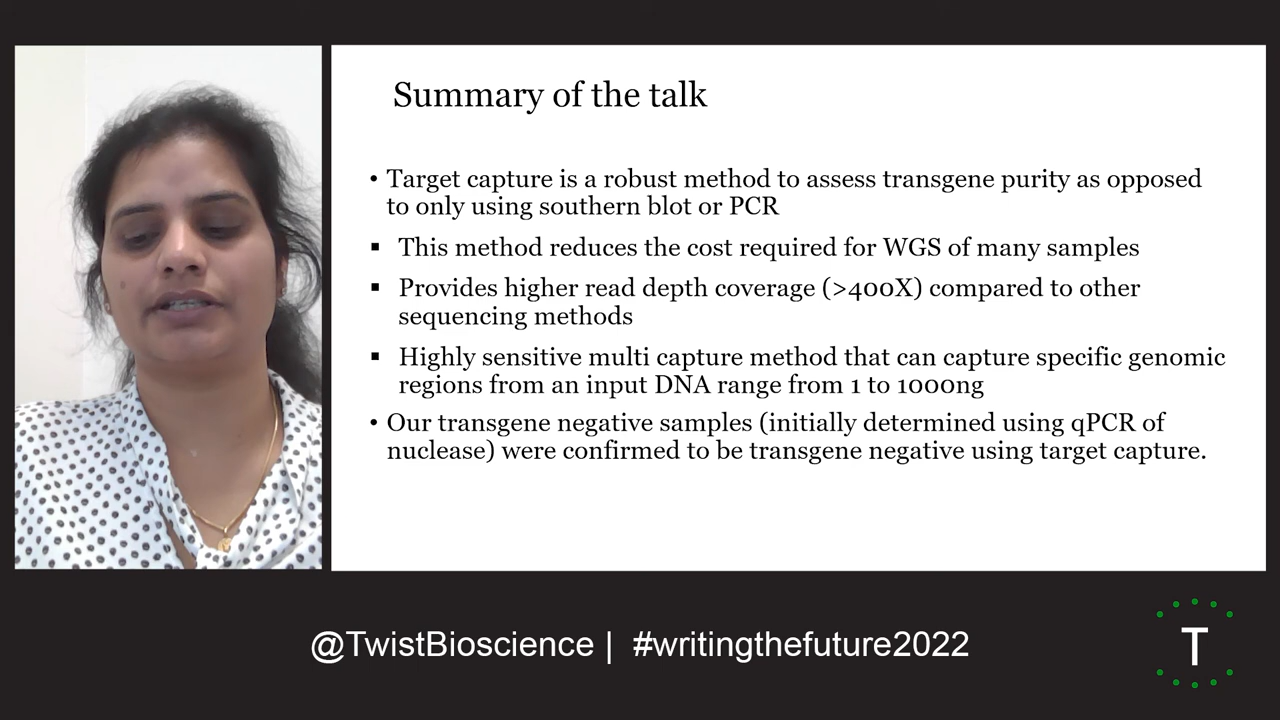 Summary of the talk
• Target capture is a robust method to assess transgene purity as opposed
to only using southern blot or PCR
▪ This method reduces the cost required for WGS of many samples
▪ Provides higher read depth coverage (>400X) compared to other
sequencing methods
▪ Highly sensitive multi capture method that can capture specific genomic
regions from an input DNA range from 1 to 1000ng
• Our transgene negative samples (initially determined using qPCR of
nuclease) were confirmed to be transgene negative using target capture.
@TwistBioscience | #writingthefuture2022
T